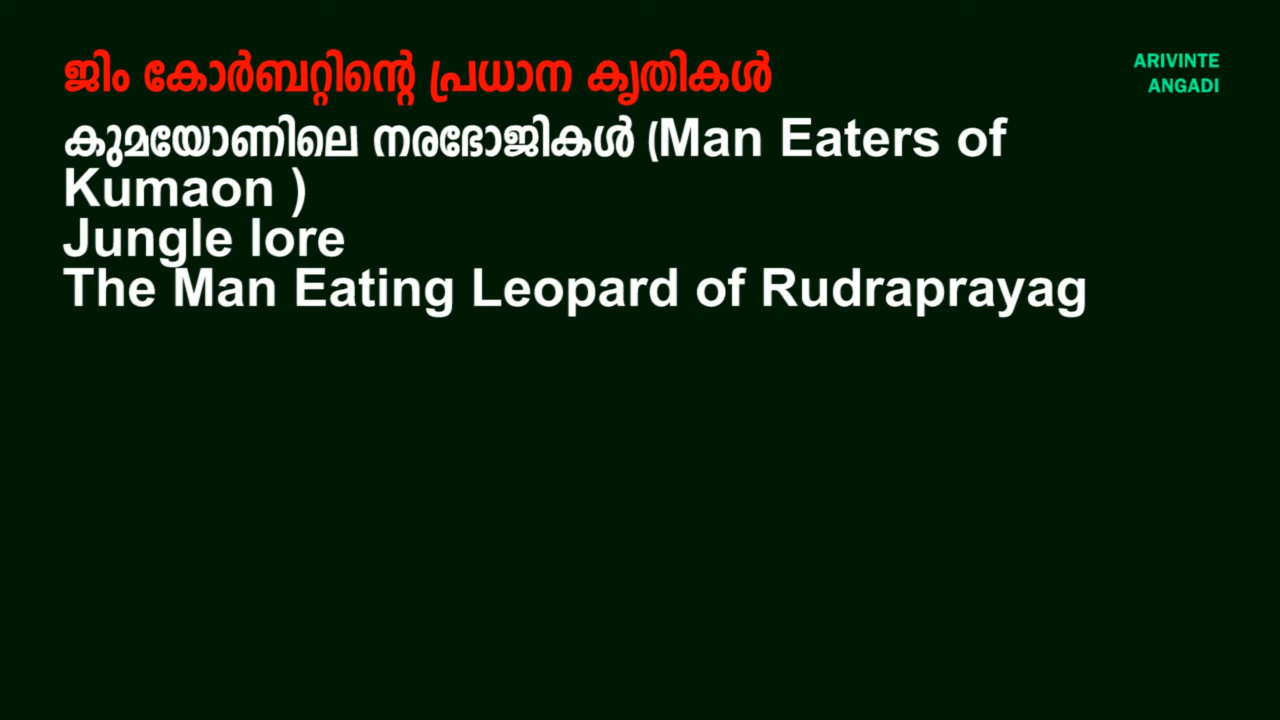 ജിം കോർബറ്റിന്റെ പ്രധാന കൃതികൾ
ARIVINTE
ANGADI
കുമയോണിലെ നരഭോജികൾ (Man Eaters of
Kumaon )
Jungle lore
The Man Eating Leopard of Rudraprayag